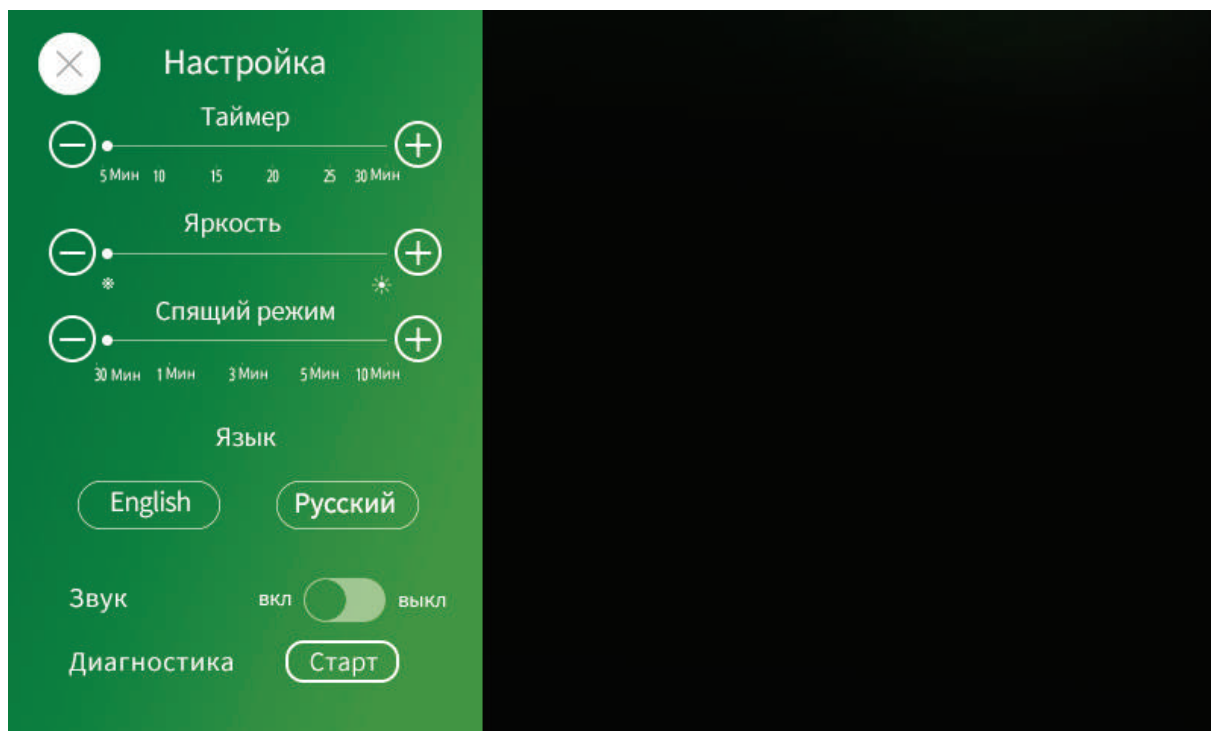 Настройка
Таймер
5 Мин 10 15 20 25 30 Мин
Яркость
Спящий режим
30 Мин 1 Мин 3 Мин 5 Мин 10 Мин
Язык
English Русский
Звук вкл выкл
Диагностика Старт